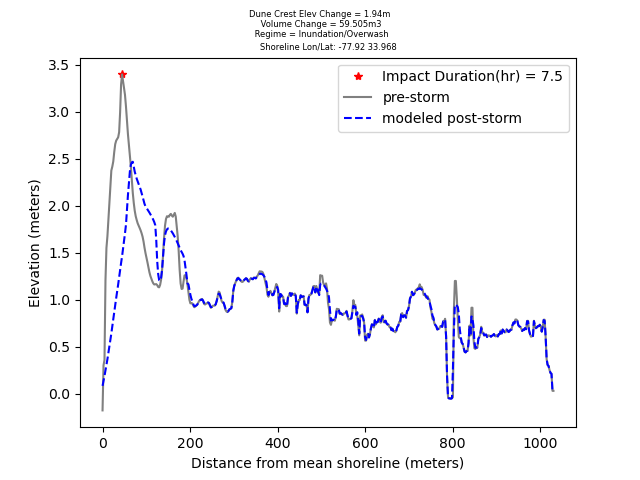 Dune Crest Elev Change = 1.94m
Volume Change = 59.505m3
Regime = Inundation/Overwash
Shoreline Lon/Lat: -77.92 33.968
Impact Duration(hr) = 7.5
pre-storm
modeled post-storm
3.5
3.0
2.5
2.0
1.5
1.0
0.5
0.0
Elevation (meters)
0 200 400 600 800 1000
Distance from mean shoreline (meters)